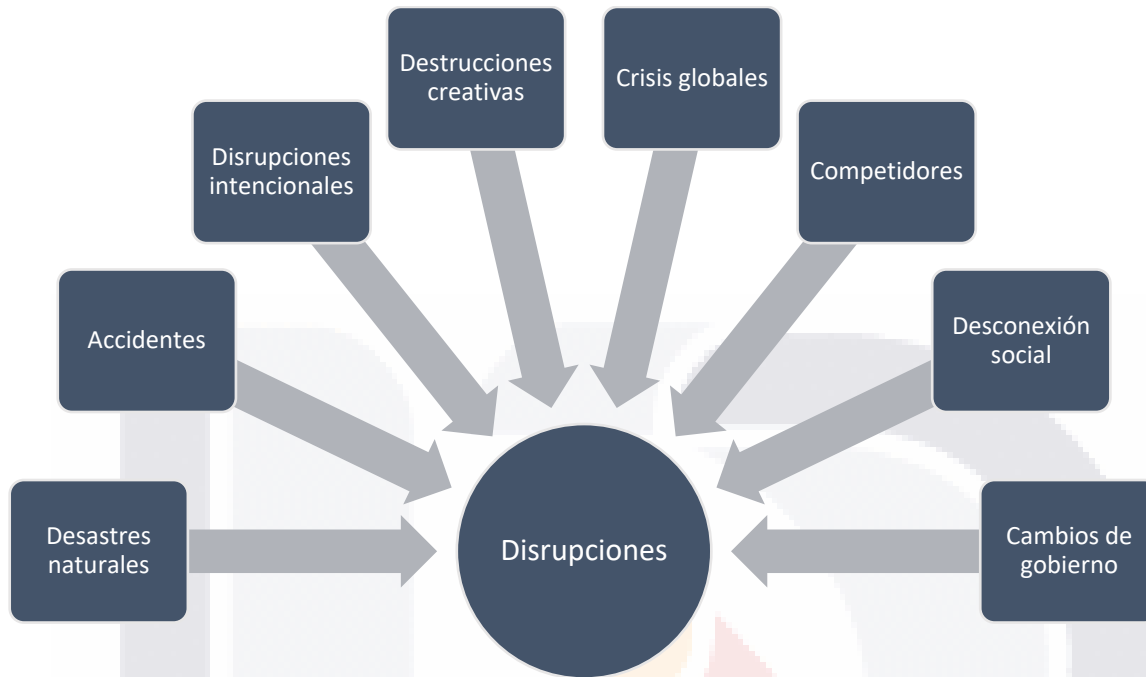 Destrucciones
creativas
Crisis globales
Disrupciones
intencionales
Competidores
Accidentes
Desconexión
social
Desastres
naturales
Disrupciones
Cambios de
gobierno